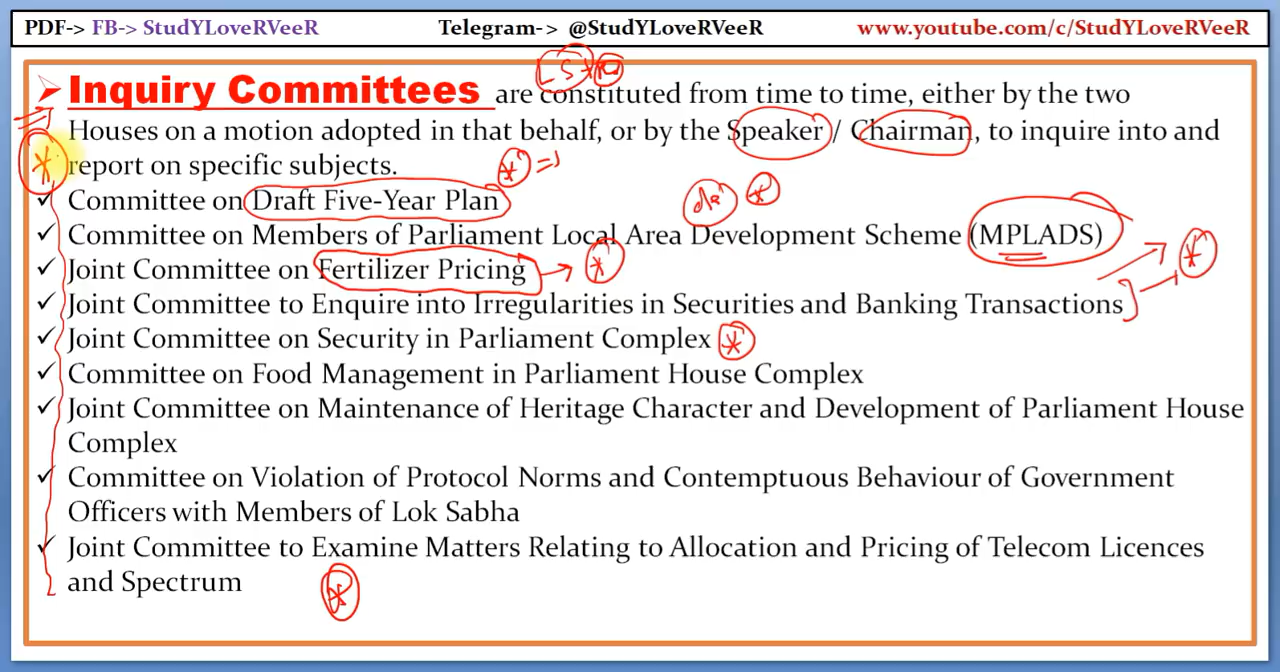 PDF-> FB-> StudYLoveRVeeR Telegram-> @StudYLoveRVeeR www.youtube.com/c/StudYLoveRVeeR
LS+
➢ Inquiry Committees are constituted from time to time, either by the two
Houses on a motion adopted in that behalf, or by the Speaker/ Chairman, to inquire into and
report on specific subjects.
✓ Committee on Draft Five-Year Plan
✓ Committee on Members of Parliament Local Area Development Scheme (MPLADS)
✓ Joint Committee on Fertilizer Pricing
✓ Joint Committee to Enquire into Irregularities in Securities and Banking Transactions
✓ Joint Committee on Security in Parliament Complex
✓ Committee on Food Management in Parliament House Complex
✓ Joint Committee on Maintenance of Heritage Character and Development of Parliament House
Complex
✓ Committee on Violation of Protocol Norms and Contemptuous Behaviour of Government
Officers with Members of Lok Sabha
✓ Joint Committee to Examine Matters Relating to Allocation and Pricing of Telecom Licences
and Spectrum